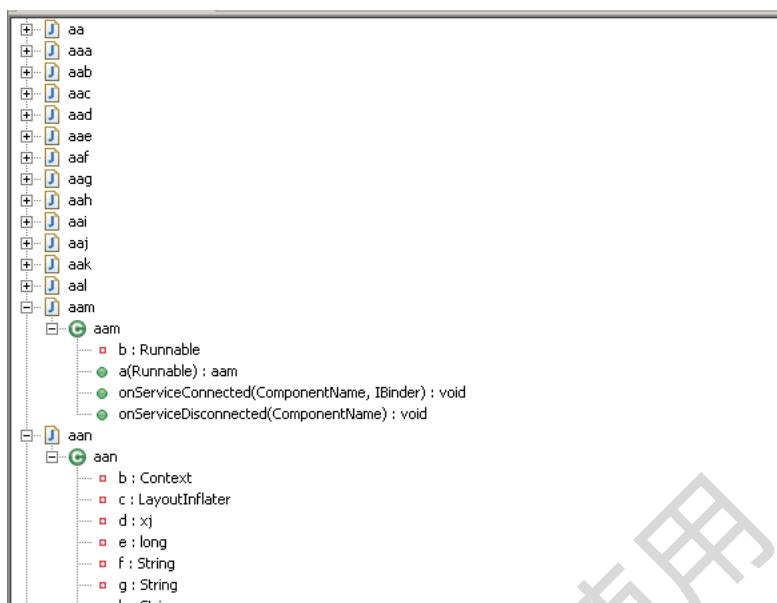 aa
aaa
aab
aac
aad
aae
aaf
aag
aah
aai
aaj
aak
aal
aam
aam
b : Runnable
a(Runnable) : aam
onServiceConnected(ComponentName, IBinder) : void
onServiceDisconnected(ComponentName) : void
aan
aan
b : Context
c : LayoutInflater
d : xj
e : long
f : String
g : String
用